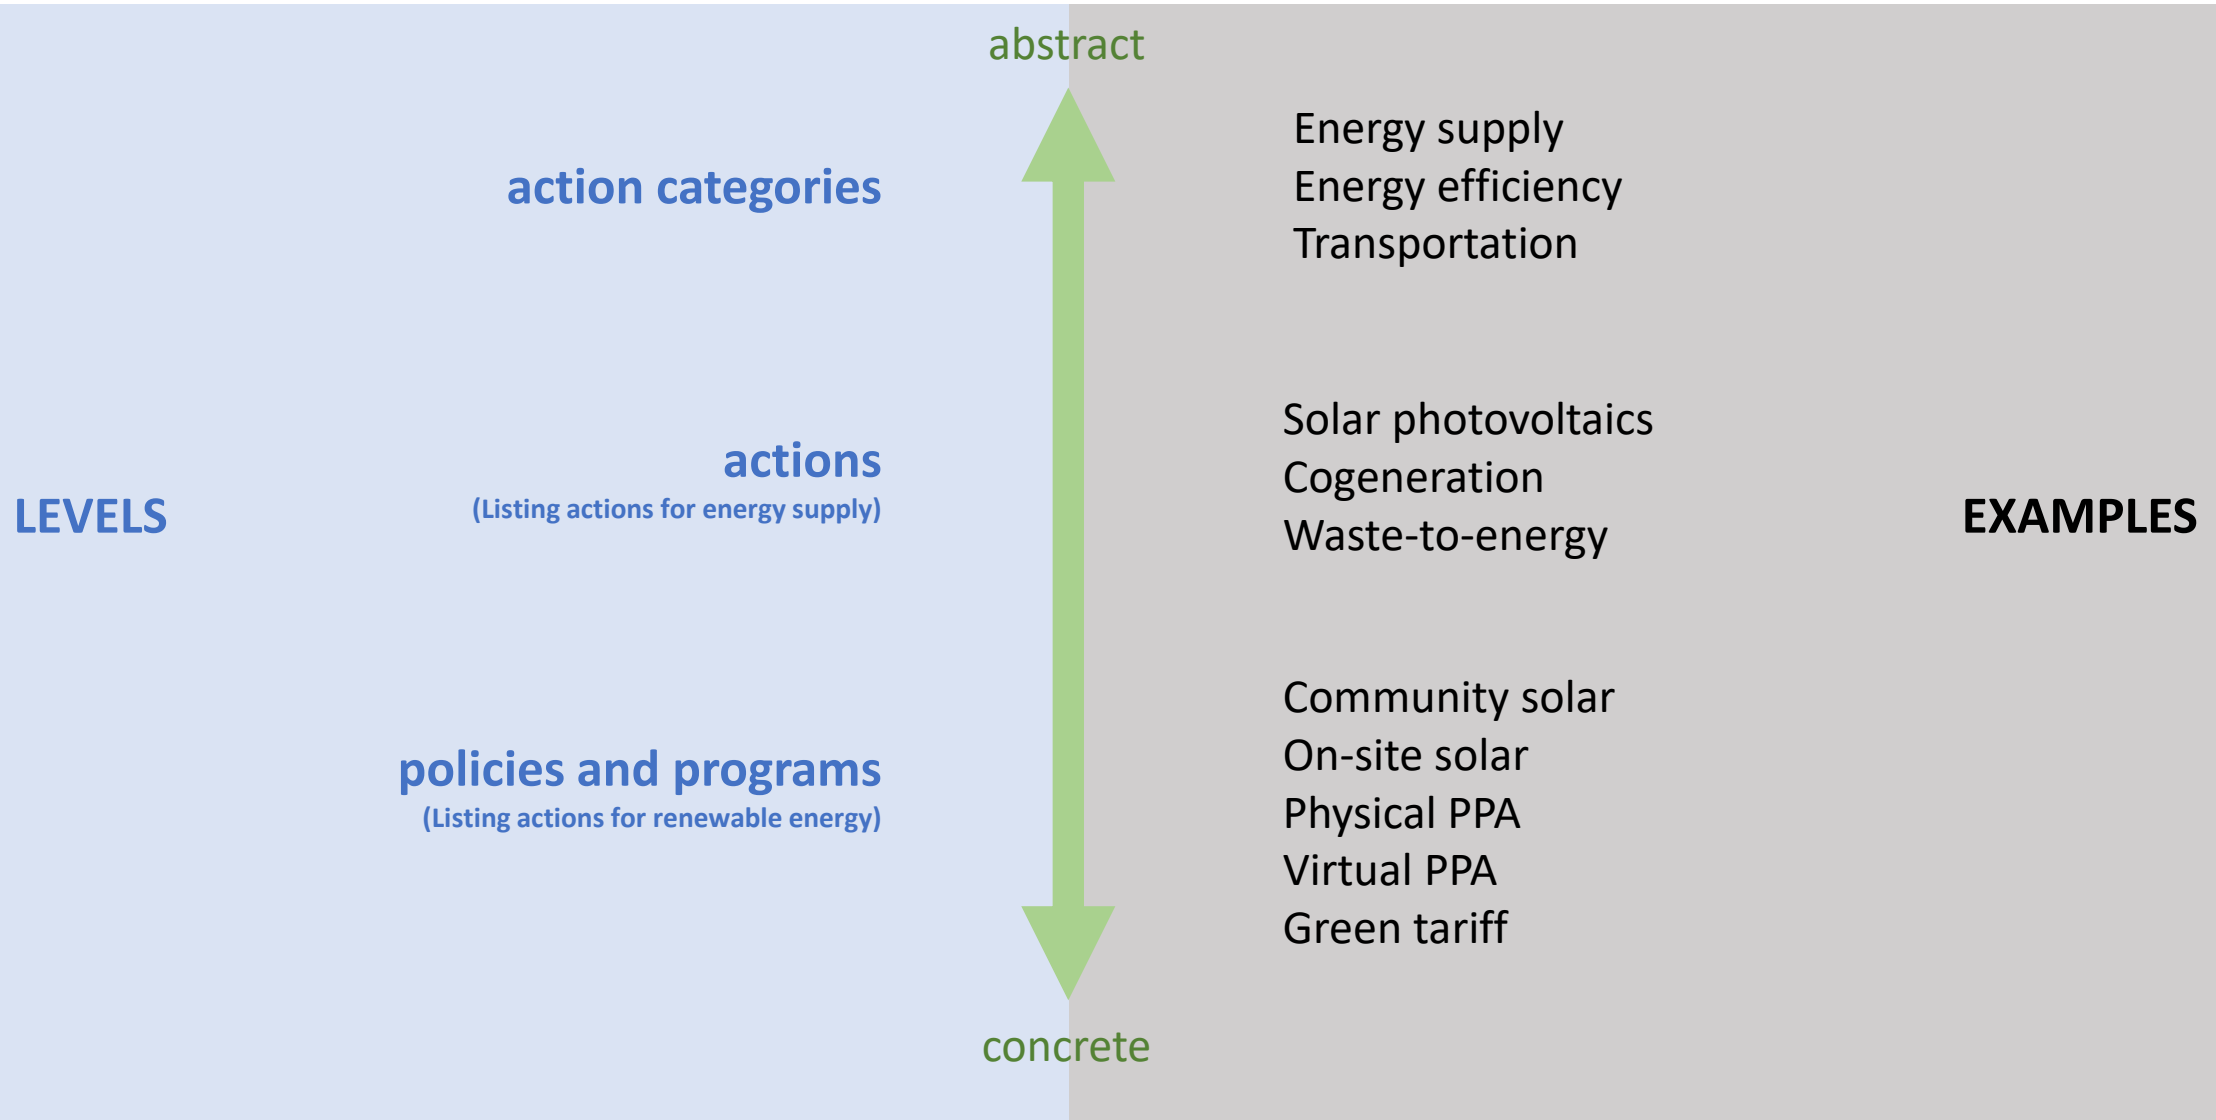 abstract
action categories
Energy supply
Energy efficiency
Transportation
LEVELS
actions
(Listing actions for energy supply)
Solar photovoltaics
Cogeneration
Waste-to-energy
EXAMPLES
policies and programs
(Listing actions for renewable energy)
Community solar
On-site solar
Physical PPA
Virtual PPA
Green tariff
concrete